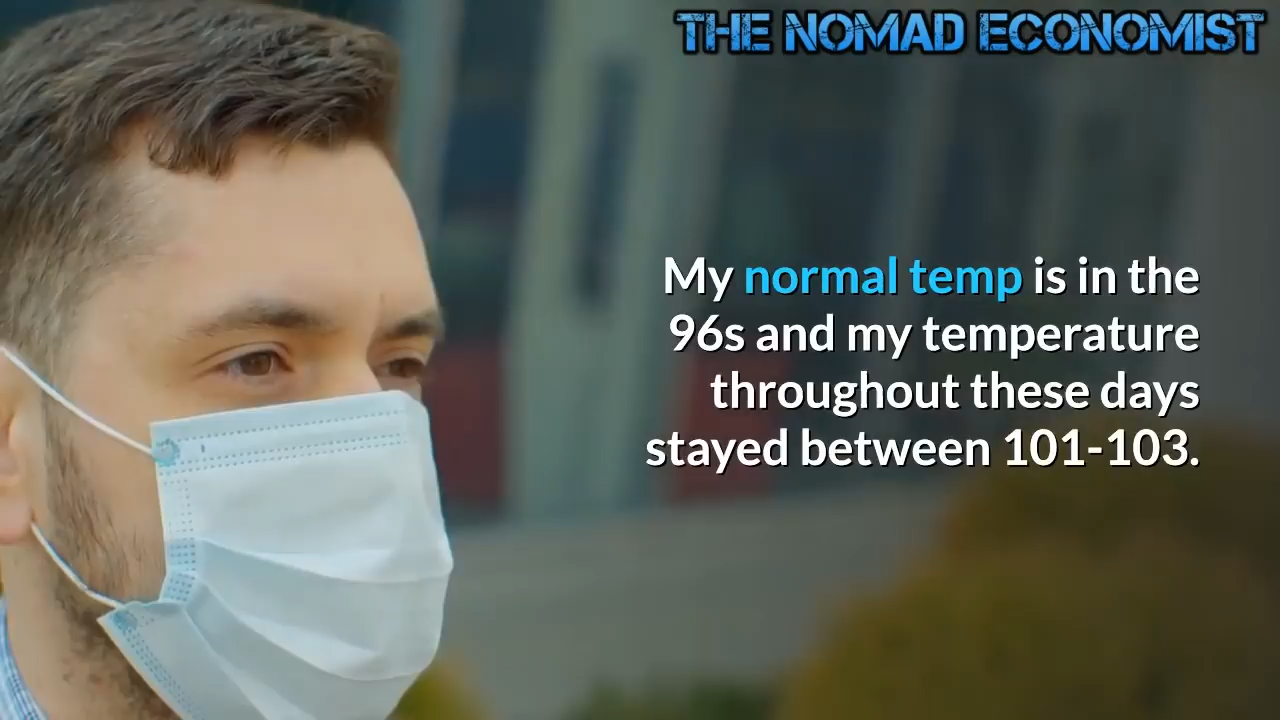 THE NOMAD ECONOMIST
My normal temp is in the
96s and my temperature
throughout these days
stayed between 101-103.